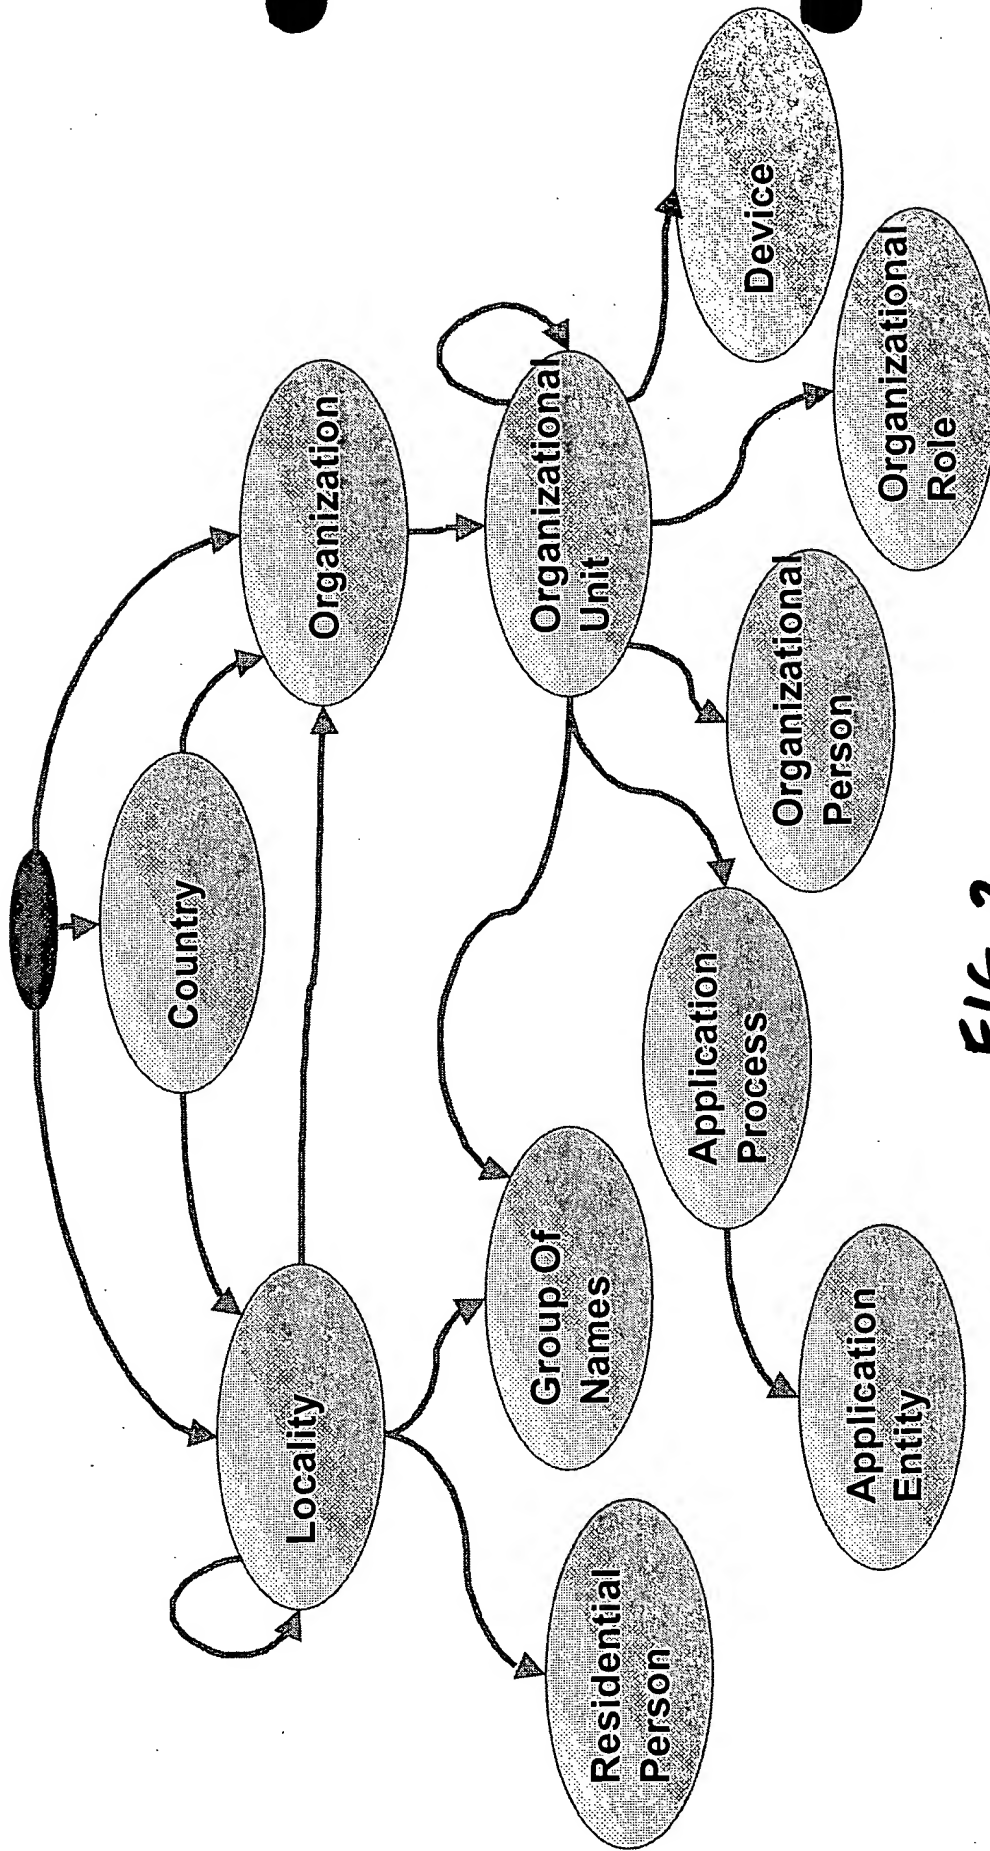 Country
Locality
Organization
Residential
Person
Group Of
Names
Organizational
Unit
Application
Entity
Application
Process
Organizational
Person
Organizational
Role
Device
FIG. 2